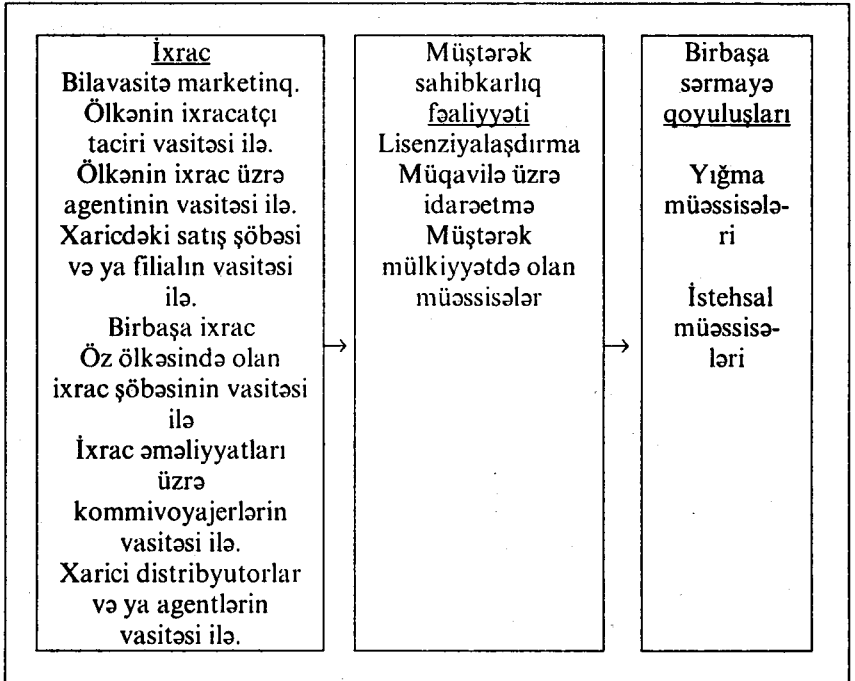 İxrac
Bilavasitə marketinq.
Ölkənin ixracatçı
taciri vasitəsi ilə.
Ölkənin ixrac üzrə
agentinin vasitəsi ilə.
Xaricdəki satış şöbəsi
və ya filialın vasitəsi
ilə.
Birbaşa ixrac
Öz ölkəsində olan
ixrac şöbəsinin vasitəsi
ilə
İxrac əməliyyatları
üzrə
kommivoyajerlərin
vasitəsi ilə.
Xarici distribyutorlar
və ya agentlərin
vasitəsi ilə.
→
Müştərək
sahibkarlıq
fəaliyyəti
Lisenziyalaşdırma
Müqavilə üzrə
idarəetmə
Müştərək
mülkiyyətdə olan
müəssisələr
→
Birbaşa
sərmayə
qoyuluşları
Yığma
müəssisələ-
ri
İstehsal
müəssisə-
ləri